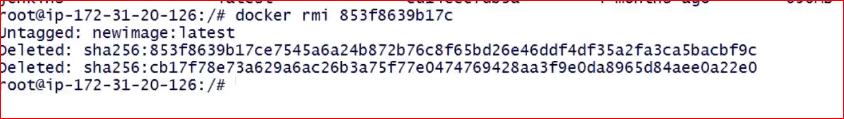 root@ip-172-31-20-126:/# docker rmi 853f8639b17c
Untagged: newimage:latest
Deleted: sha256:853f8639b17ce7545a6a24b872b76c8f65bd26e46ddf4df35a2fa3ca5bacbf9c
Deleted: sha256:cb17f78e73a629a6ac26b3a75f77e0474769428aa3f9e0da8965d84aee0a22e0
root@ip-172-31-20-126:/#